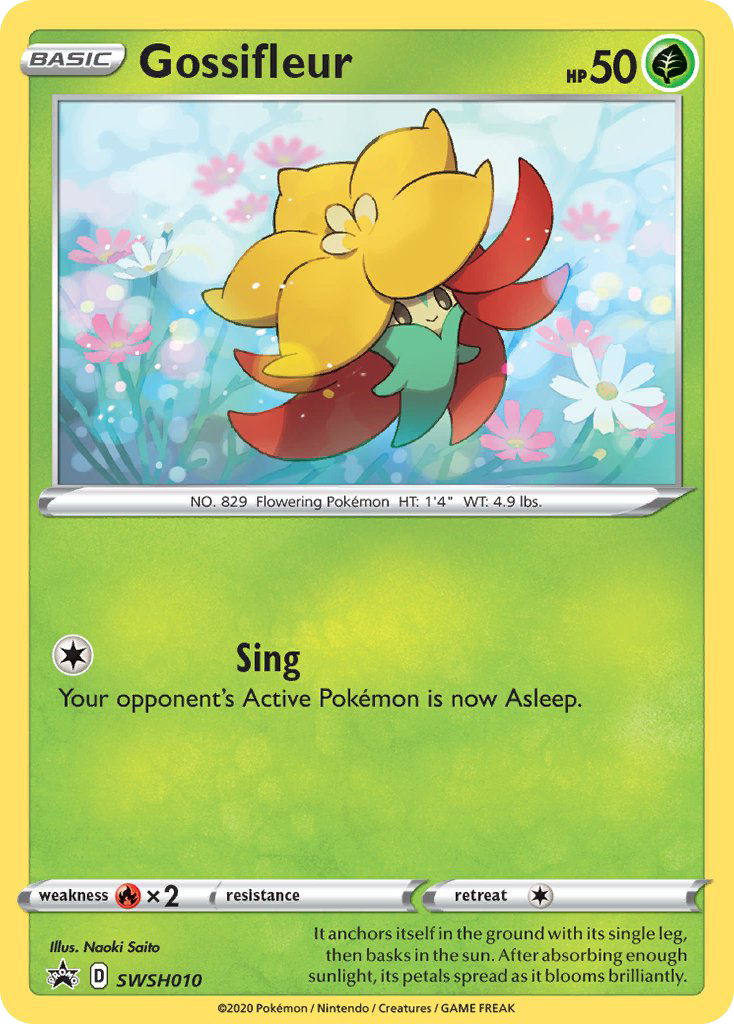 BASIC Gossifleur HP 50
NO. 829 Flowering Pokémon HT: 1'4" WT: 4.9 lbs.
Sing
Your opponent's Active Pokémon is now Asleep.
weakness ×2 resistance retreat
Illus. Naoki Saito
It anchors itself in the ground with its single leg,
then basks in the sun. After absorbing enough
sunlight, its petals spread as it blooms brilliantly.
PROMO D SWSH010
©2020 Pokémon / Nintendo / Creatures / GAME FREAK